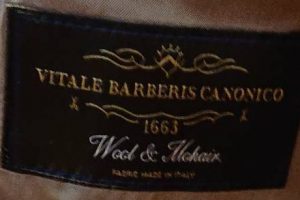 VITALE BARBERIS CANONICO
1663
Wool & Mohair
FABRIC MADE IN ITALY